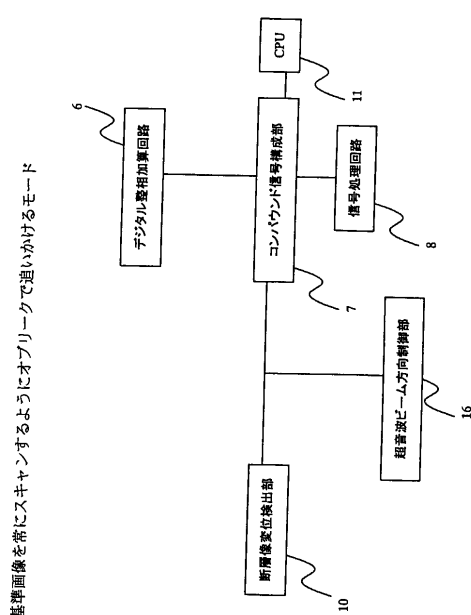 基準画像を常にスキャンするようにオブリークで追いかけるモード
6
デジタル整相加算回路
CPU
11
コンパウンド信号構成部
7
信号処理回路
8
断層像変位検出部
10
超音波ビーム方向制御部
16